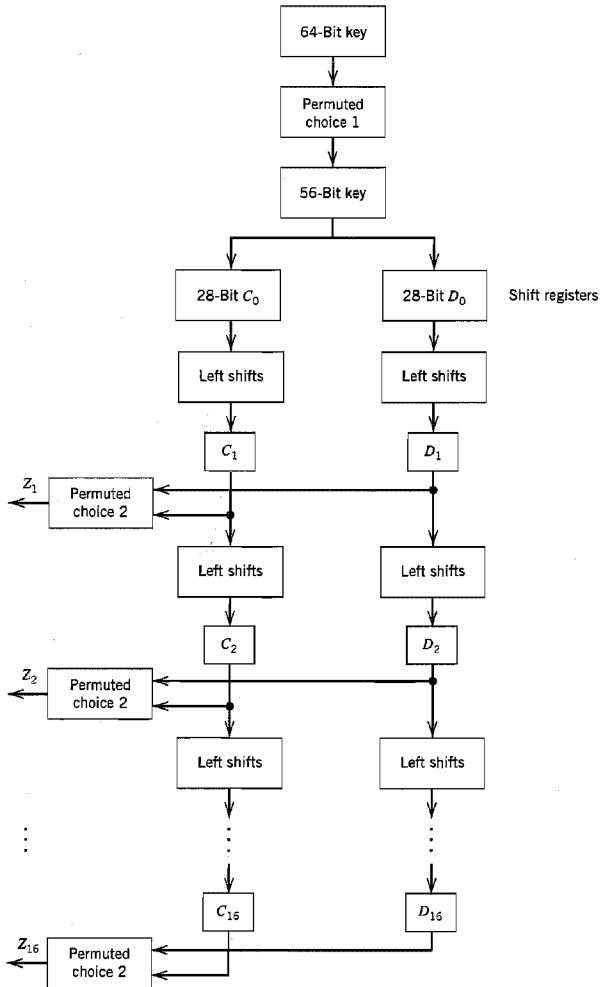 64-Bit key
Permuted
choice 1
56-Bit key
28-Bit C₀
28-Bit D₀
Shift registers
Left shifts
Left shifts
C₁
D₁
Z₁
Permuted
choice 2
Left shifts
Left shifts
C₂
D₂
Z₂
Permuted
choice 2
Left shifts
Left shifts
C₁₆
D₁₆
Z₁₆
Permuted
choice 2